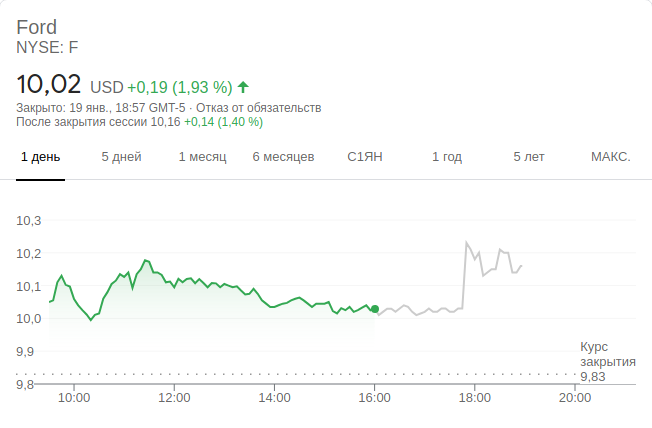 Ford
NYSE: F
10,02 USD +0,19 (1,93 %)
Закрыто: 19 янв., 18:57 GMT-5 · Отказ от обязательств
После закрытия сессии 10,16 +0,14 (1,40 %)
1 день 5 дней 1 месяц 6 месяцев С1ЯН 1 год 5 лет МАКС.
10,3
10,2
10,1
10,0
9,9
9,8
Курс
закрытия
9,83
10:00 12:00 14:00 16:00 18:00 20:00